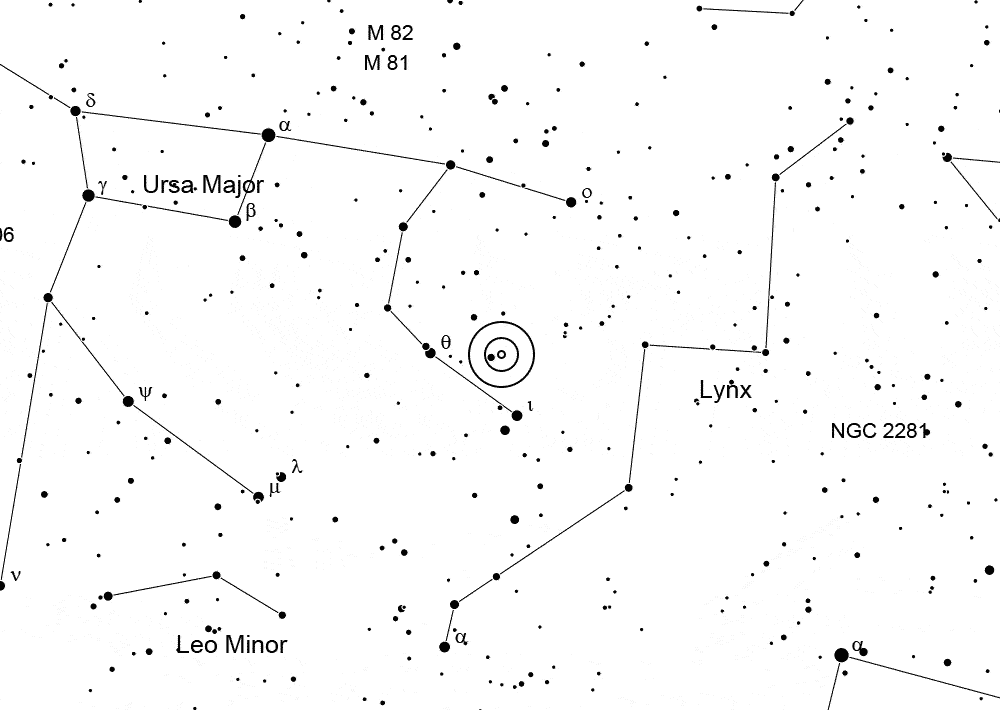 M 82
M 81
δ
α
γ
Ursa Major
β
ο
06
θ
Lynx
ψ
ι
NGC 2281
λ
μ
ν
Leo Minor
α
α